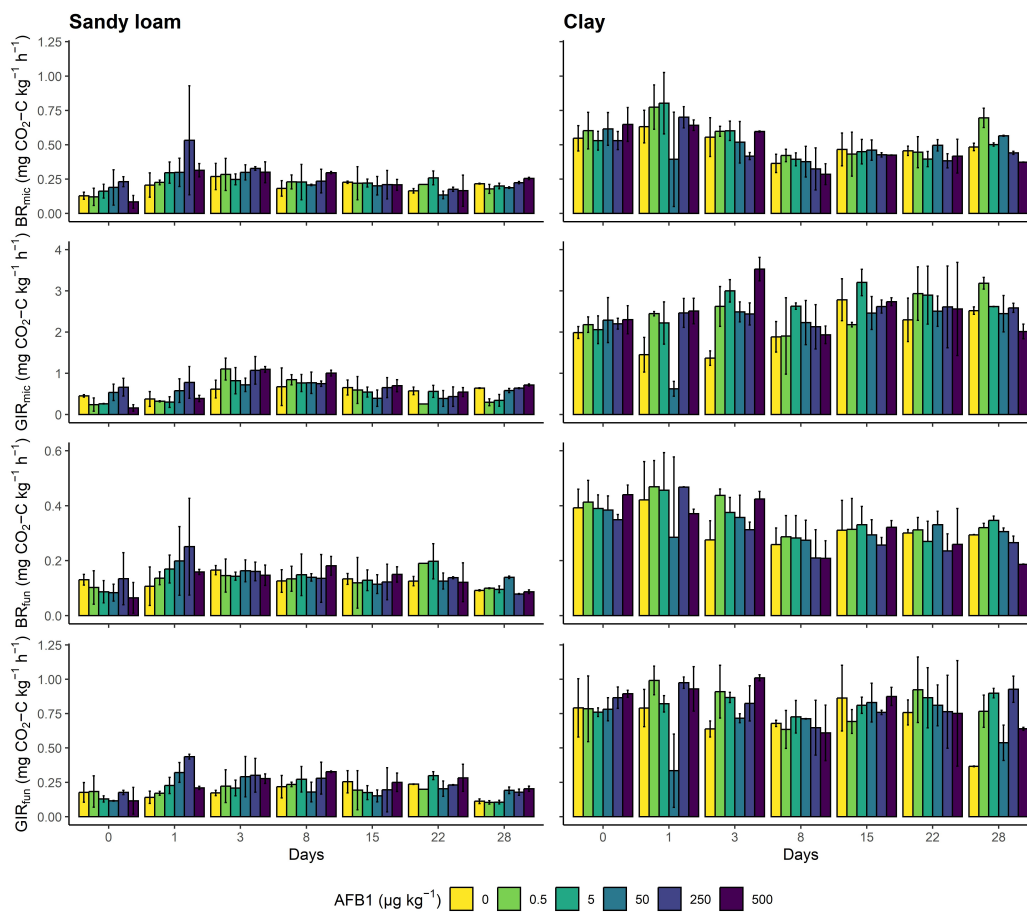 Sandy loam Clay
BRmic (mg CO2−C kg−1 h−1)
1.25
1.00
0.75
0.50
0.25
0.00
GIRmic (mg CO2−C kg−1 h−1)
4
3
2
1
0
BRfun (mg CO2−C kg−1 h−1)
0.6
0.4
0.2
0.0
GIRfun (mg CO2−C kg−1 h−1)
1.25
1.00
0.75
0.50
0.25
0.00
0 1 3 8 15 22 28 0 1 3 8 15 22 28
Days Days
AFB1 (µg kg−1) 0 0.5 5 50 250 500